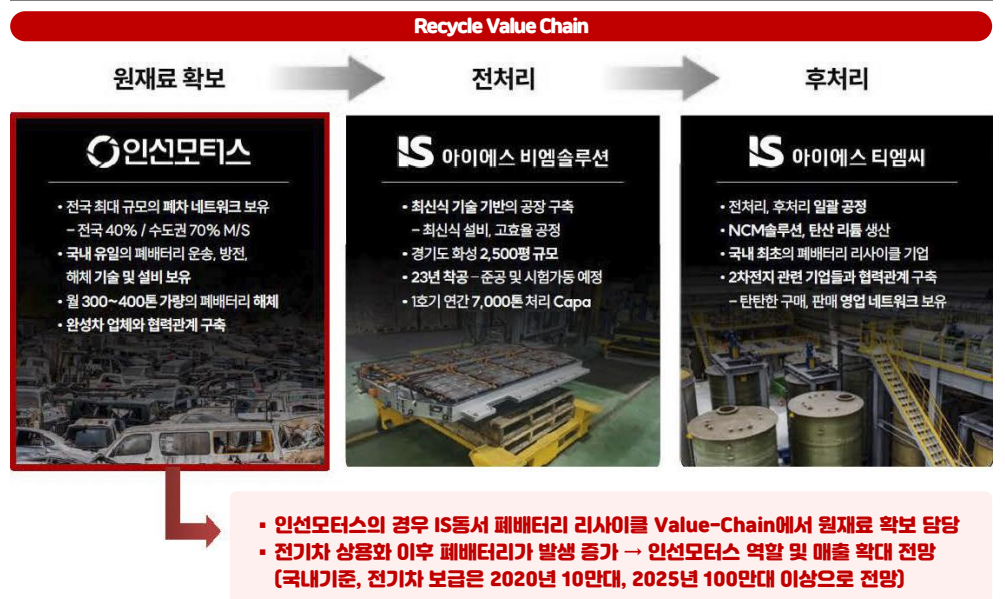 Recycle Value Chain
원재료 확보
전처리
후처리
인선모터스
• 전국 최대 규모의 폐차 네트워크 보유
– 전국 40% / 수도권 70% M/S
• 국내 유일의 폐배터리 운송, 방전,
해체 기술 및 설비 보유
• 월 300~400톤 가량의 폐배터리 해체
• 완성차 업체와 협력관계 구축
IS 아이에스 비엠솔루션
• 최신식 기술 기반의 공장 구축
– 최신식 설비, 고효율 공정
• 경기도 화성 2,500평 규모
• 23년 착공 – 준공 및 시험가동 예정
• 1호기 연간 7,000톤 처리 Capa
IS 아이에스 티엠씨
• 전처리, 후처리 일괄 공정
• NCM솔루션, 탄산 리튬 생산
• 국내 최초의 폐배터리 리사이클 기업
• 2차전지 관련 기업들과 협력관계 구축
– 탄탄한 구매, 판매 영업 네트워크 보유
▪ 인선모터스의 경우 IS동서 폐배터리 리사이클 Value-Chain에서 원재료 확보 담당
▪ 전기차 상용화 이후 폐배터리가 발생 증가 → 인선모터스 역할 및 매출 확대 전망
(국내기준, 전기차 보급은 2020년 10만대, 2025년 100만대 이상으로 전망)